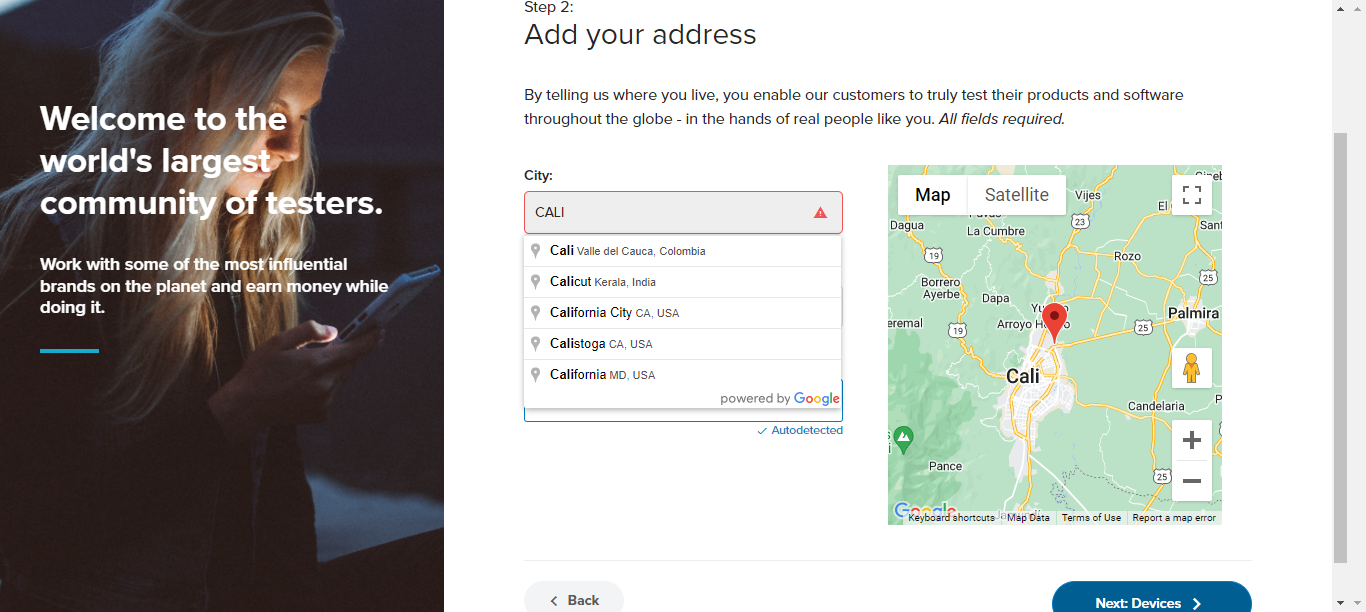 Step 2:
Add your address
Welcome to the
world's largest
community of testers.
Work with some of the most influential
brands on the planet and earn money while
doing it.
By telling us where you live, you enable our customers to truly test their products and software
throughout the globe - in the hands of real people like you. All fields required.
City:
CALI
Cali Valle del Cauca, Colombia
Calicut Kerala, India
California City CA, USA
Calistoga CA, USA
California MD, USA
powered by Google
Autodetected
Map
Satellite
Vijes
23
Dagua
La Cumbre
19
Rozo
25
Borrero
Ayerbe
Dapa
Palmira
19
25
Cali
Candelaria
Pance
25
Google
Keyboard shortcuts
Map Data
Terms of Use
Report a map error
Back
Next: Devices